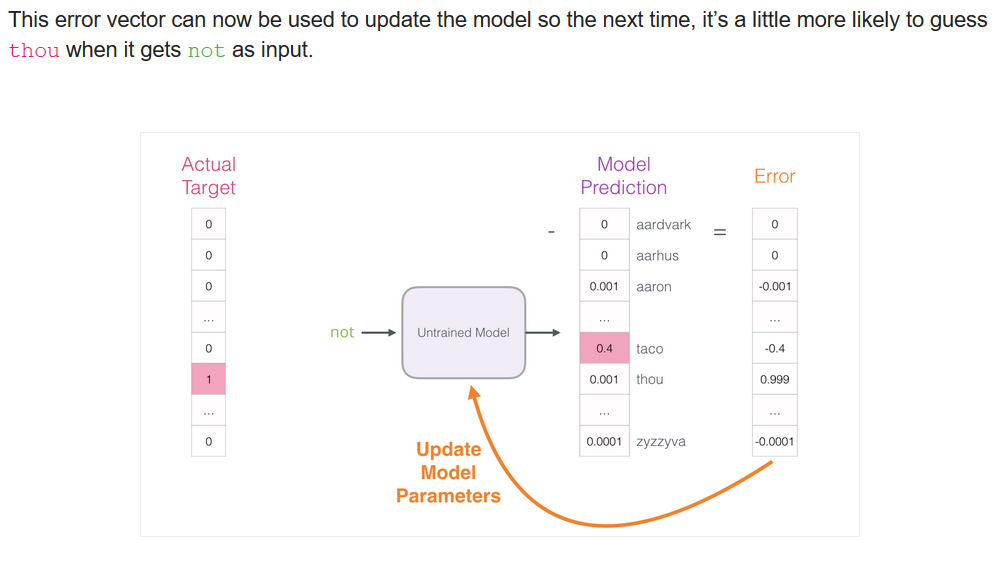 This error vector can now be used to update the model so the next time, it’s a little more likely to guess
thou when it gets not as input.
Actual
Target
Model
Prediction
Error
0
-
0
aardvark
=
0
0
0
aarhus
0
0
0.001
aaron
-0.001
...
...
...
not
Untrained Model
0
0.4
taco
-0.4
1
0.001
thou
0.999
...
...
...
0
0.0001
zyzzyva
-0.0001
Update
Model
Parameters